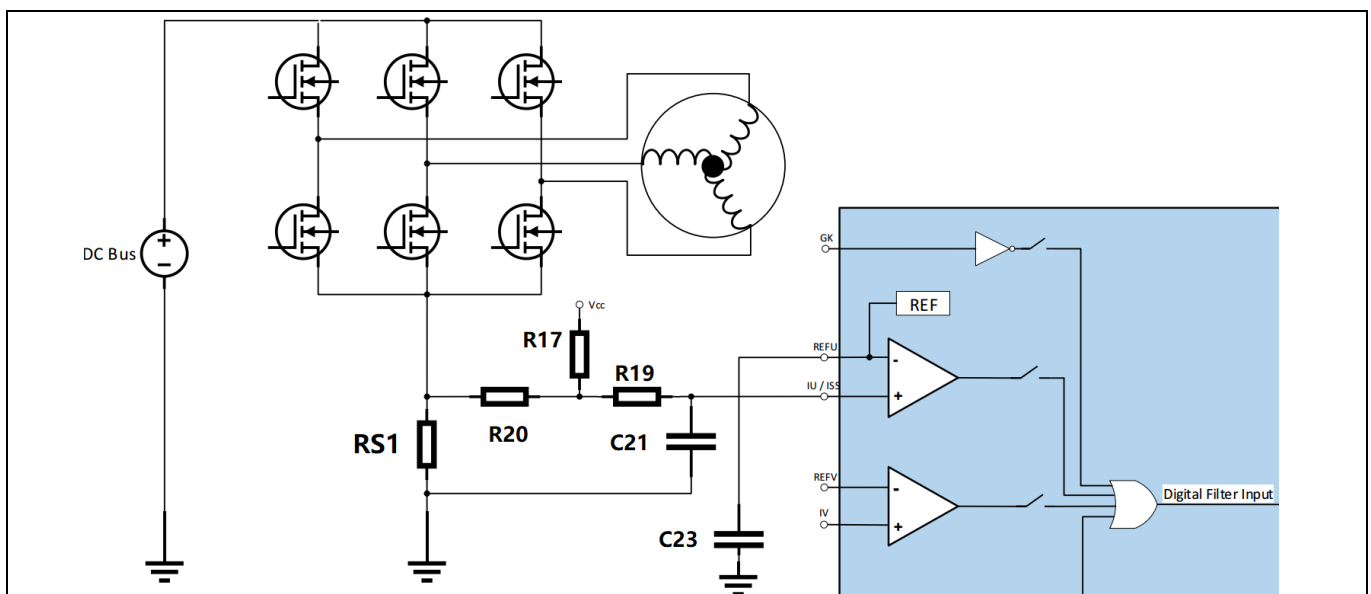 DC Bus
+
−
Vcc
R17
R19
R20
RS1
C21
C23
GK
REF
REFU
-
IU / ISS
+
REFV
-
IV
+
Digital Filter Input